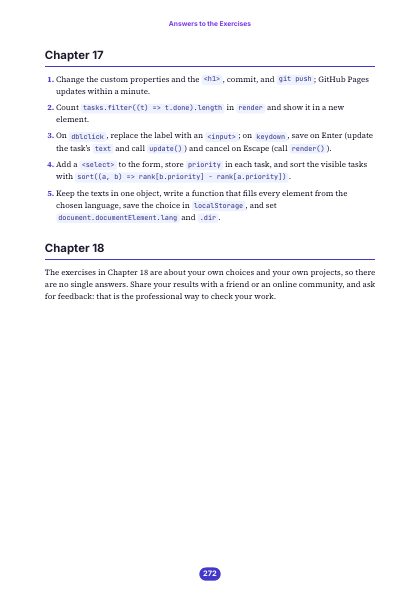 Answers to the Exercises
Chapter 17
1. Change the custom properties and the <h1>, commit, and git push; GitHub Pages
updates within a minute.
2. Count tasks.filter((t) => t.done).length in render and show it in a new
element.
3. On dblclick, replace the label with an <input>; on keydown, save on Enter (update
the task's text and call update()) and cancel on Escape (call render()).
4. Add a <select> to the form, store priority in each task, and sort the visible tasks
with sort((a, b) => rank[b.priority] - rank[a.priority]).
5. Keep the texts in one object, write a function that fills every element from the
chosen language, save the choice in localStorage, and set
document.documentElement.lang and .dir.
Chapter 18
The exercises in Chapter 18 are about your own choices and your own projects, so there
are no single answers. Share your results with a friend or an online community, and ask
for feedback: that is the professional way to check your work.
272